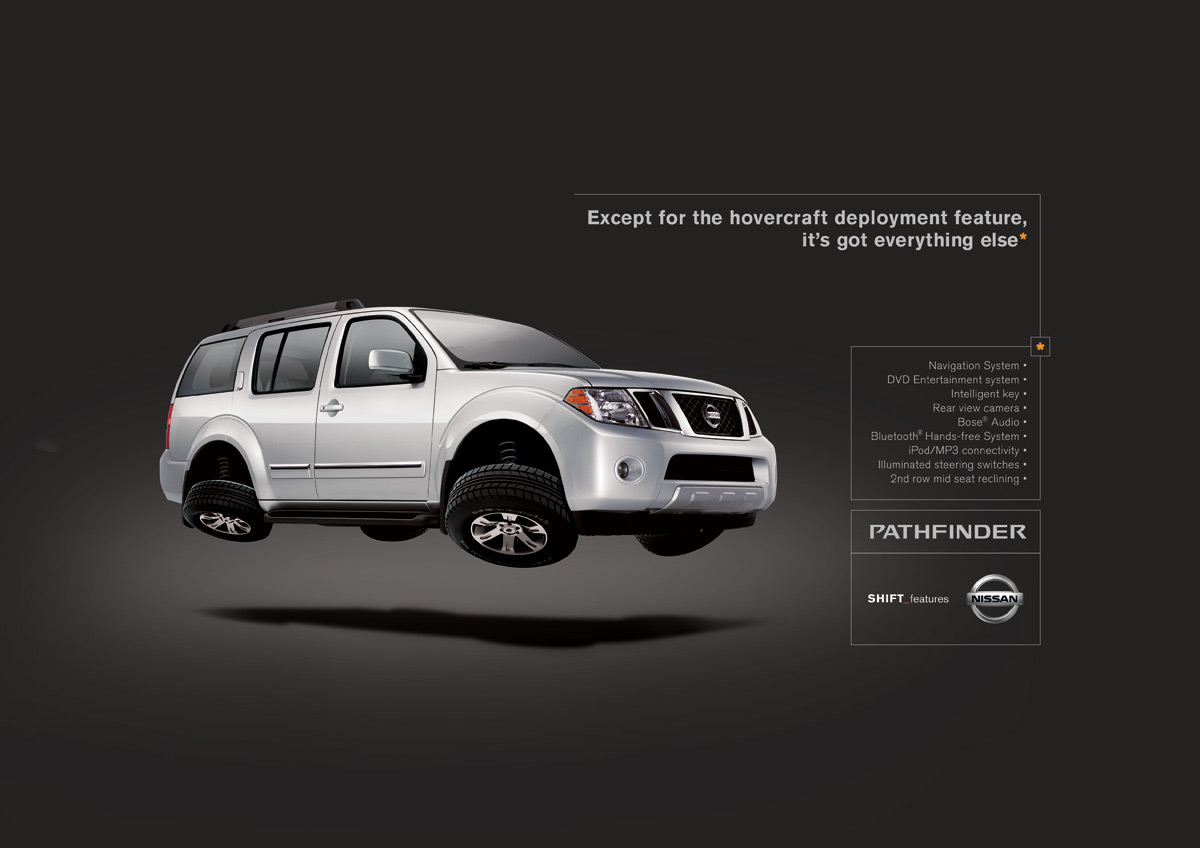 Except for the hovercraft deployment feature,
it's got everything else*
*
Navigation System •
DVD Entertainment system •
Intelligent key •
Rear view camera •
Bose® Audio •
Bluetooth® Hands-free System •
iPod/MP3 connectivity •
Illuminated steering switches •
2nd row mid seat reclining •
PATHFINDER
SHIFT_features
NISSAN